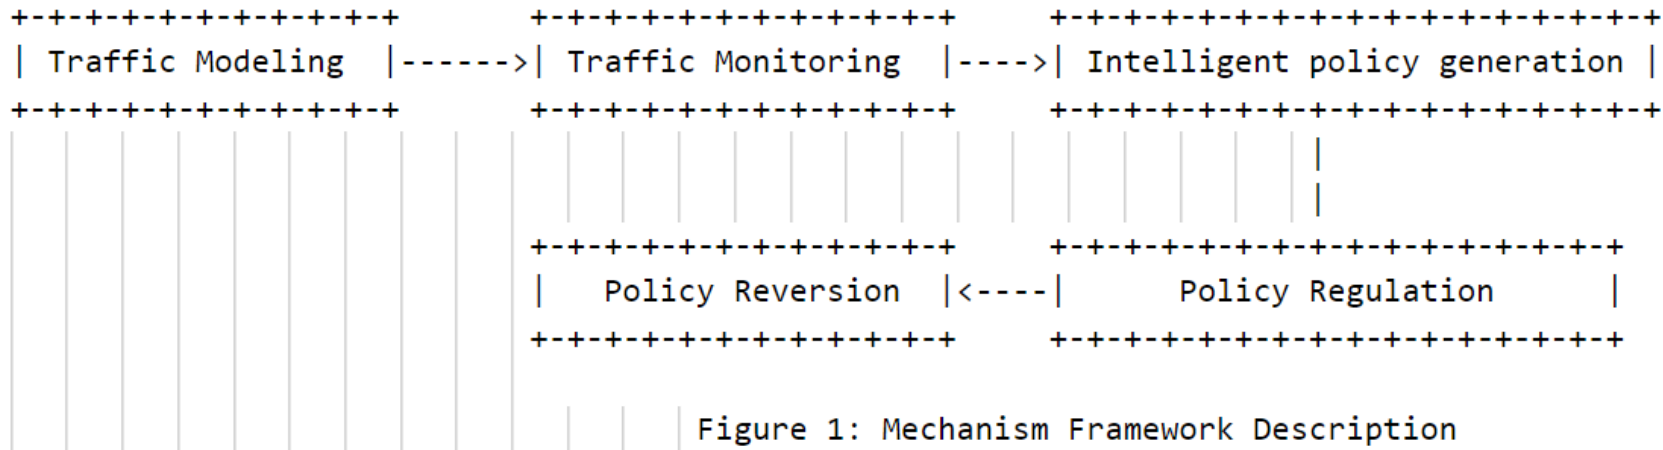 +-+-+-+-+-+-+-+-+-+-+       +-+-+-+-+-+-+-+-+-+-+-+     +-+-+-+-+-+-+-+-+-+-+-+-+-+-+-+-+-+
| Traffic Modeling  |------>| Traffic Monitoring  |---->| Intelligent policy generation |
+-+-+-+-+-+-+-+-+-+-+       +-+-+-+-+-+-+-+-+-+-+-+     +-+-+-+-+-+-+-+-+-+-+-+-+-+-+-+-+-+
                                                                      |
                                                                      |
                            +-+-+-+-+-+-+-+-+-+-+-+     +-+-+-+-+-+-+-+-+-+-+-+-+-+-+-+-+
                            |   Policy Reversion  |<----|      Policy Regulation      |
                            +-+-+-+-+-+-+-+-+-+-+-+     +-+-+-+-+-+-+-+-+-+-+-+-+-+-+-+-+
                                     Figure 1: Mechanism Framework Description